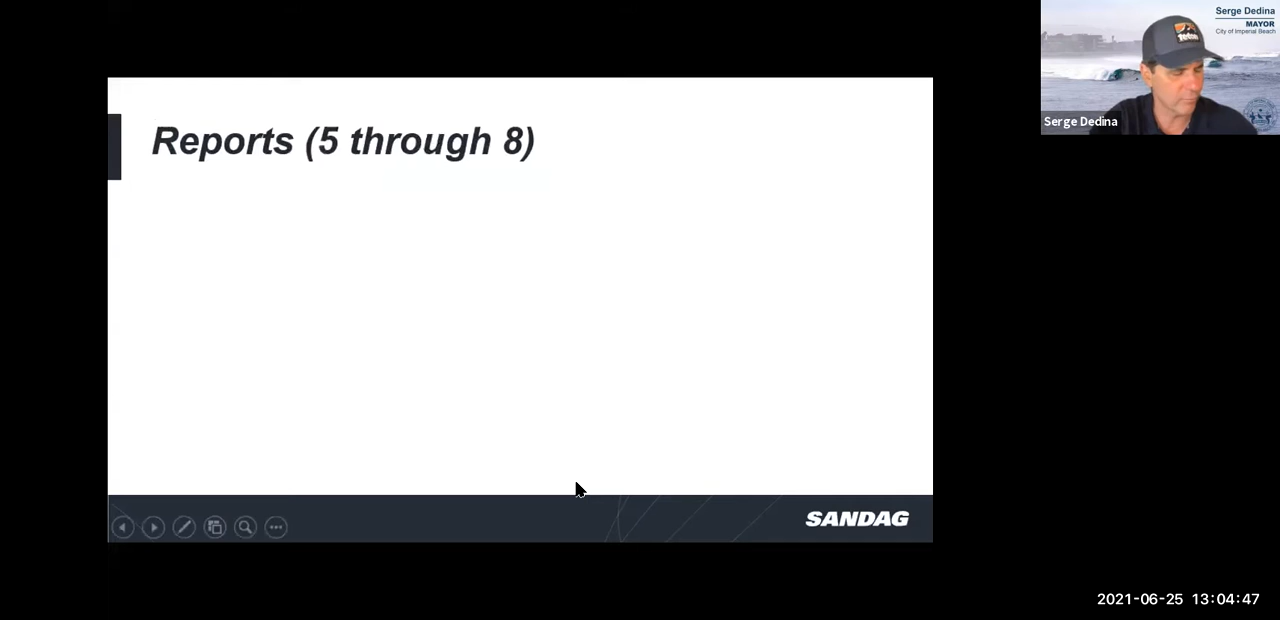 Serge Dedina
MAYOR
City of Imperial Beach
Serge Dedina
Reports (5 through 8)
SANDAG
2021-06-25 13:04:47